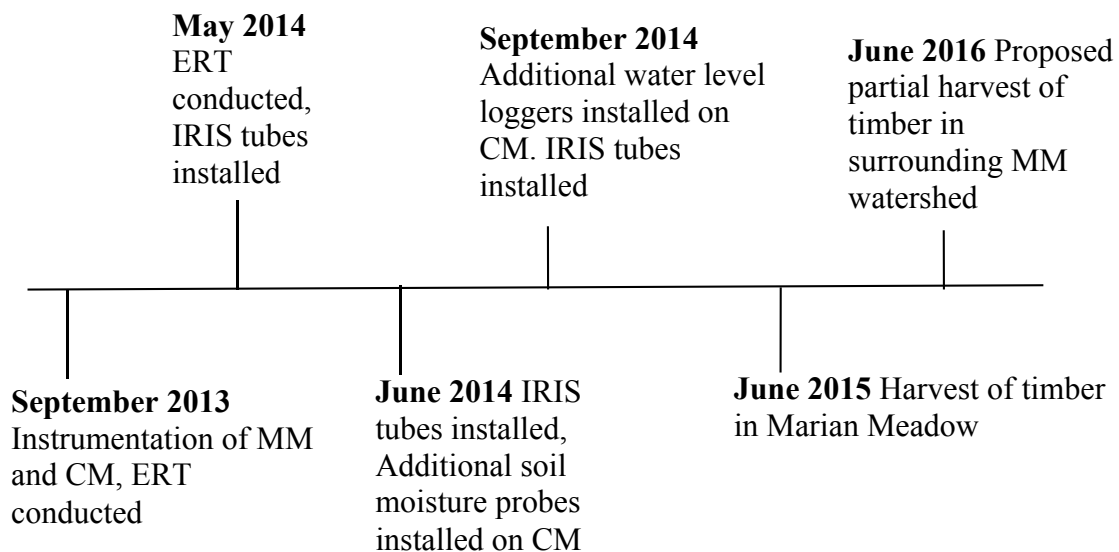 May 2014
ERT
conducted,
IRIS tubes
installed
September 2014
Additional water level
loggers installed on
CM. IRIS tubes
installed
June 2016 Proposed
partial harvest of
timber in
surrounding MM
watershed
September 2013
Instrumentation of MM
and CM, ERT
conducted
June 2014 IRIS
tubes installed,
Additional soil
moisture probes
installed on CM
June 2015 Harvest of timber
in Marian Meadow